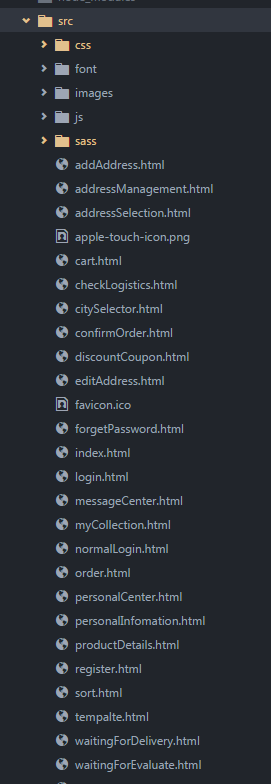 node_modules
src
css
font
images
js
sass
addAddress.html
addressManagement.html
addressSelection.html
apple-touch-icon.png
cart.html
checkLogistics.html
citySelector.html
confirmOrder.html
discountCoupon.html
editAddress.html
favicon.ico
forgetPassword.html
index.html
login.html
messageCenter.html
myCollection.html
normalLogin.html
order.html
personalCenter.html
personalInfomation.html
productDetails.html
register.html
sort.html
tempalte.html
waitingForDelivery.html
waitingForEvaluate.html